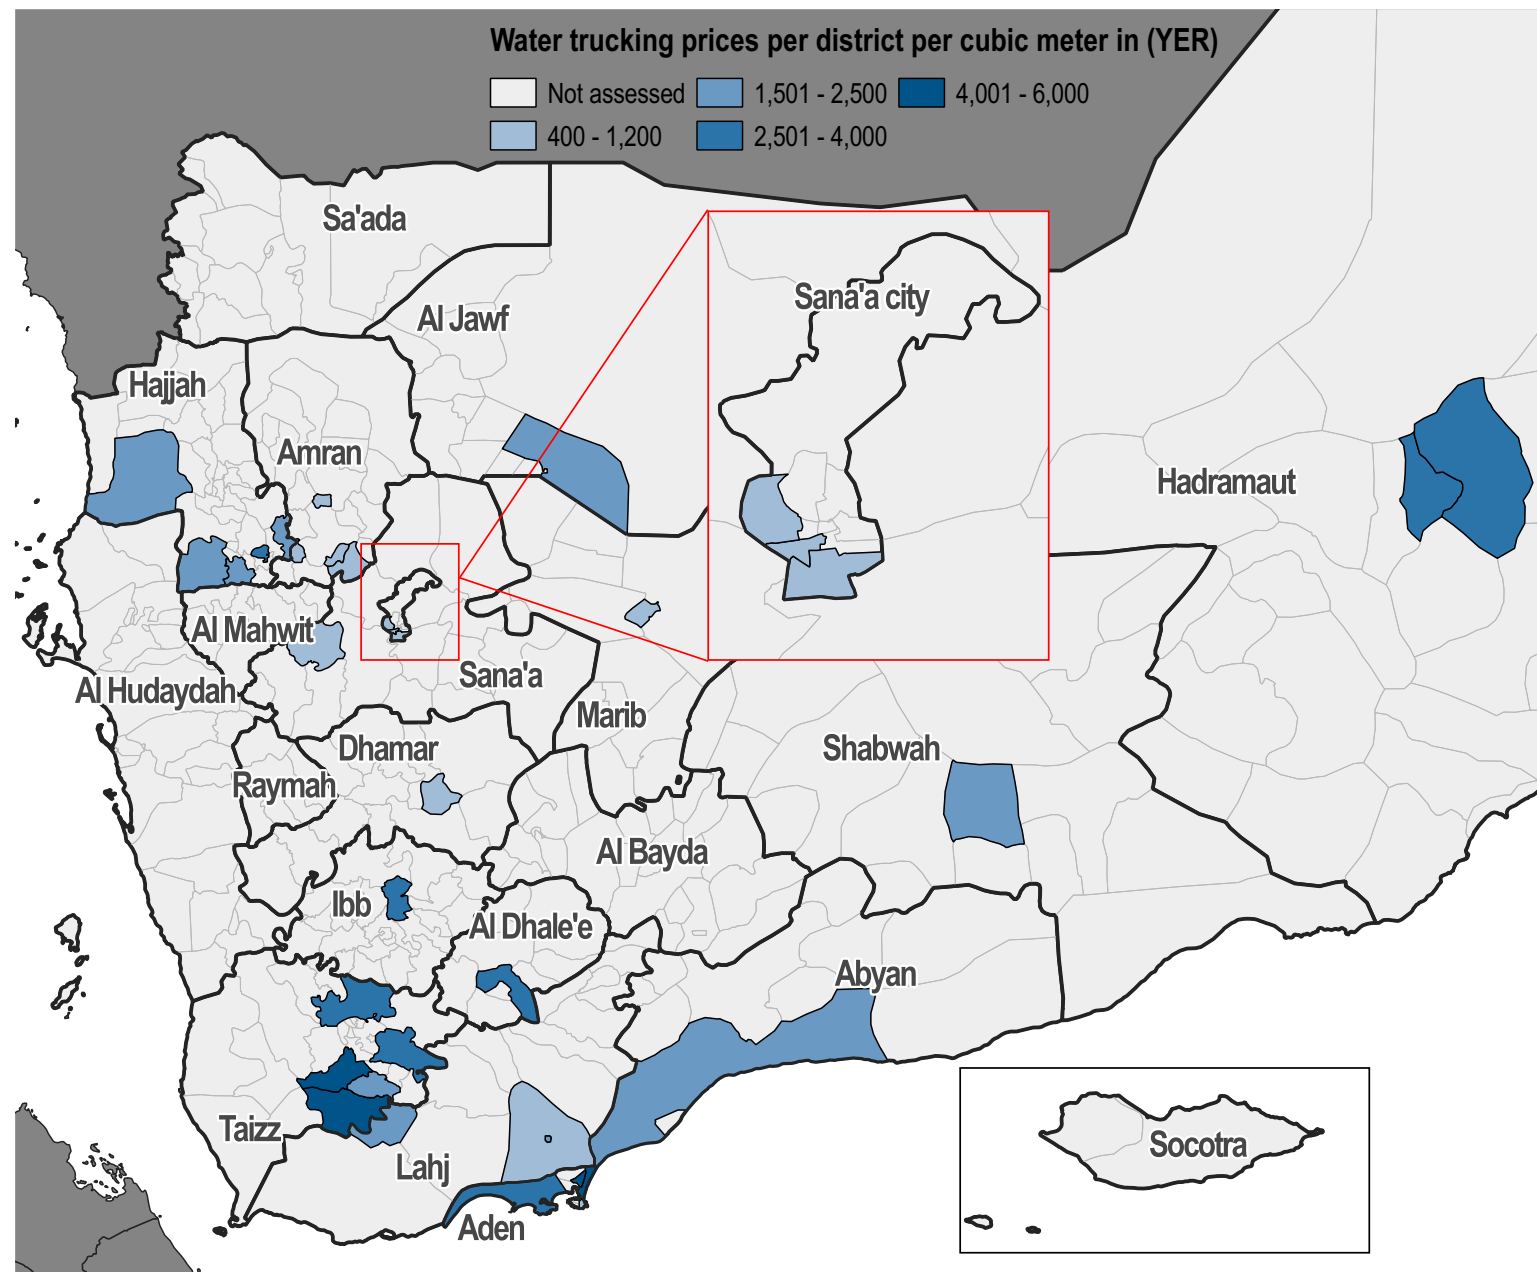 Water trucking prices per district per cubic meter in (YER)
Not assessed
1,501 - 2,500
4,001 - 6,000
400 - 1,200
2,501 - 4,000
Sa'ada
Sana'a city
Al Jawf
Hajjah
Amran
Hadramaut
Al Mahwit
Sana'a
Al Hudaydah
Marib
Dhamar
Shabwah
Raymah
Al Bayda
Ibb
Al Dhale'e
Abyan
Taizz
Socotra
Lahj
Aden